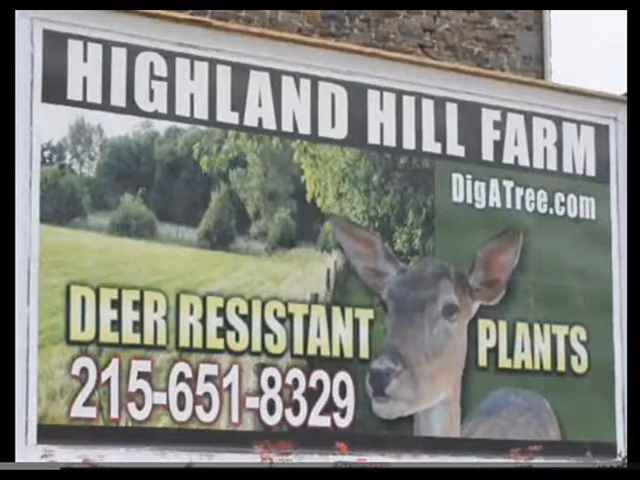 HIGHLAND HILL FARM
DigATree.com
DEER RESISTANT PLANTS
215-651-8329